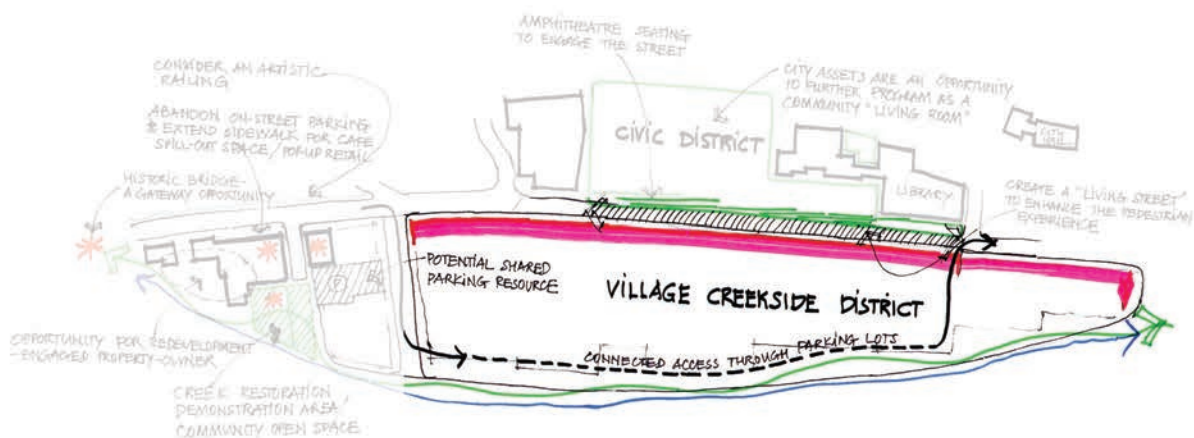 AMPHITHEATRE SEATING
TO ENGAGE THE STREET
CONSIDER AN ARTISTIC
RAILING
CITY ASSETS ARE AN OPPORTUNITY
TO FURTHER PROGRAM AS A
COMMUNITY "LIVING ROOM"
ABANDON ON-STREET PARKING
& EXTEND SIDEWALK FOR CAFE
SPILL-OUT SPACE/POP-UP RETAIL
CIVIC DISTRICT
CITY
HALL
HISTORIC BRIDGE-
A GATEWAY OPPORTUNITY
LIBRARY
CREATE A "LIVING STREET"
TO ENHANCE THE PEDESTRIAN
EXPERIENCE
POTENTIAL SHARED
PARKING RESOURCE
P
VILLAGE CREEKSIDE DISTRICT
OPPORTUNITY FOR REDEVELOPMENT
-ENGAGED PROPERTY-OWNER
CONNECTED ACCESS THROUGH PARKING LOTS
CREEK RESTORATION
DEMONSTRATION AREA/
COMMUNITY OPEN SPACE